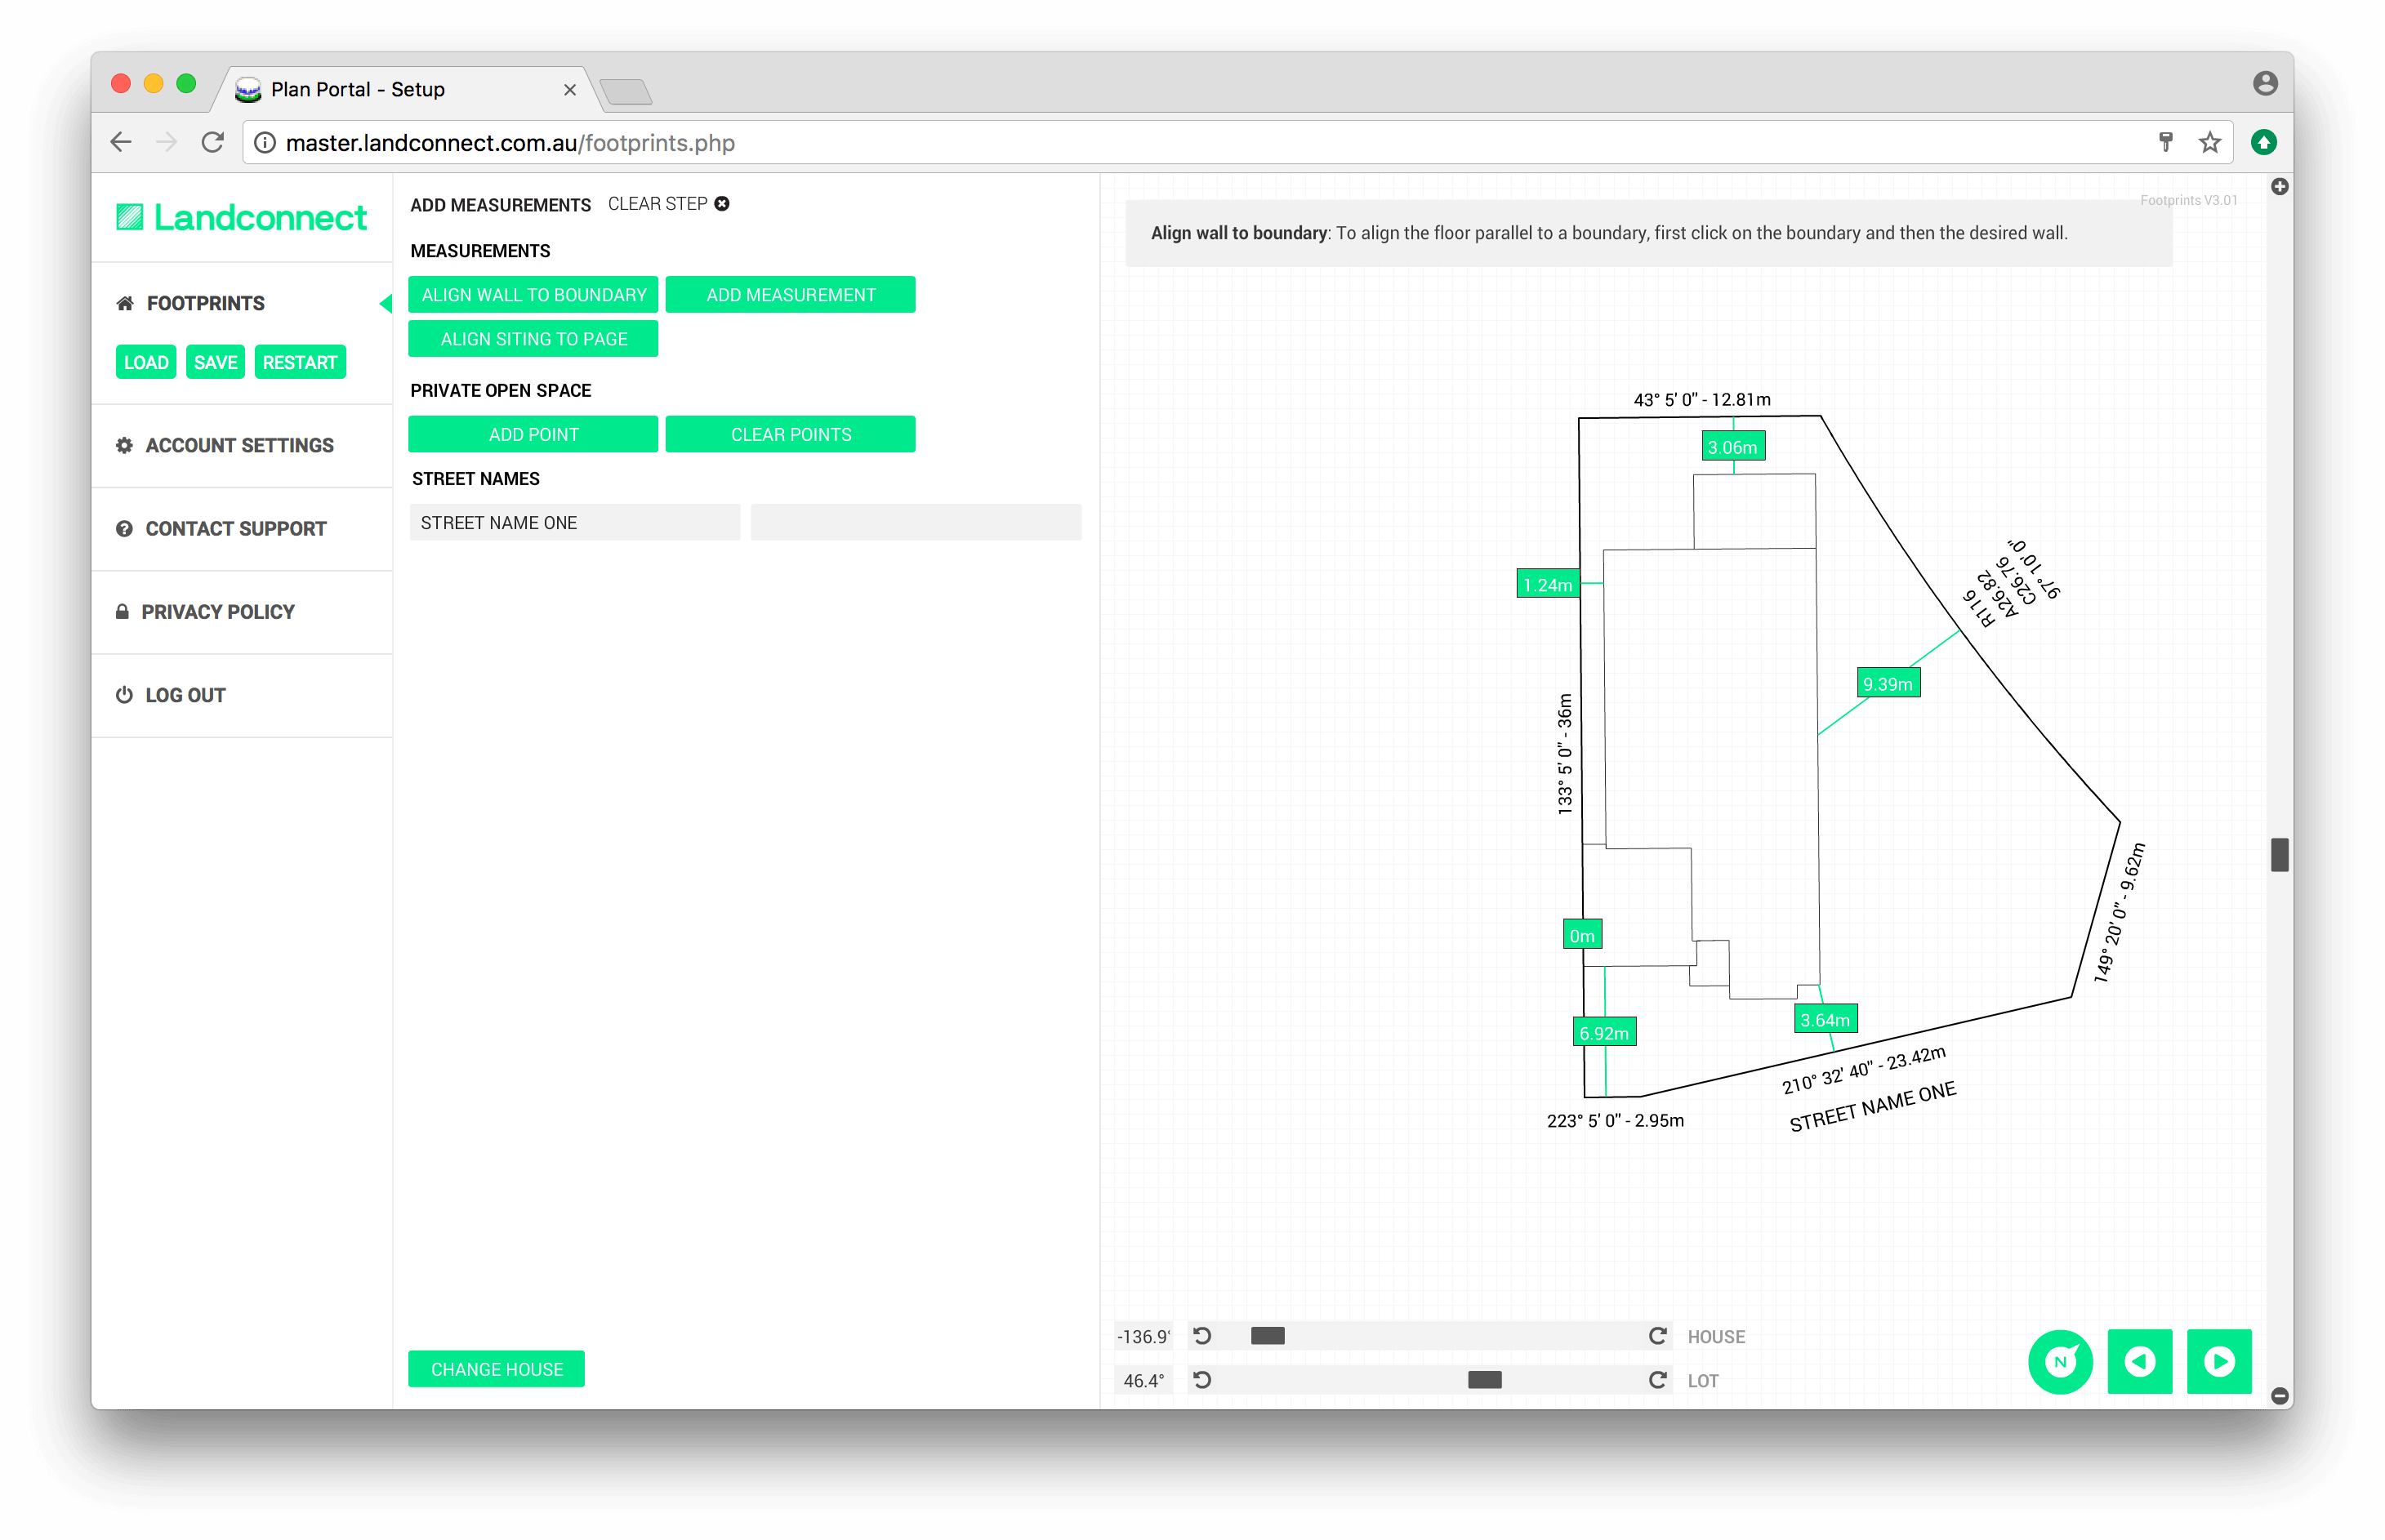 Plan Portal - Setup
master.landconnect.com.au/footprints.php
Landconnect
FOOTPRINTS
LOAD SAVE RESTART
ACCOUNT SETTINGS
CONTACT SUPPORT
PRIVACY POLICY
LOG OUT
ADD MEASUREMENTS CLEAR STEP
MEASUREMENTS
ALIGN WALL TO BOUNDARY ADD MEASUREMENT
ALIGN SITING TO PAGE
PRIVATE OPEN SPACE
ADD POINT CLEAR POINTS
STREET NAMES
STREET NAME ONE
CHANGE HOUSE
Footprints V3.01
Align wall to boundary: To align the floor parallel to a boundary, first click on the boundary and then the desired wall.
43° 5' 0" - 12.81m
3.06m
1.24m
97° 10' 0"
C26.76
A26.82
R116
9.39m
133° 5' 0" - 36m
149° 20' 0" - 9.62m
0m
3.64m
6.92m
210° 32' 40" - 23.42m
STREET NAME ONE
223° 5' 0" - 2.95m
-136.9° HOUSE
46.4° LOT
N